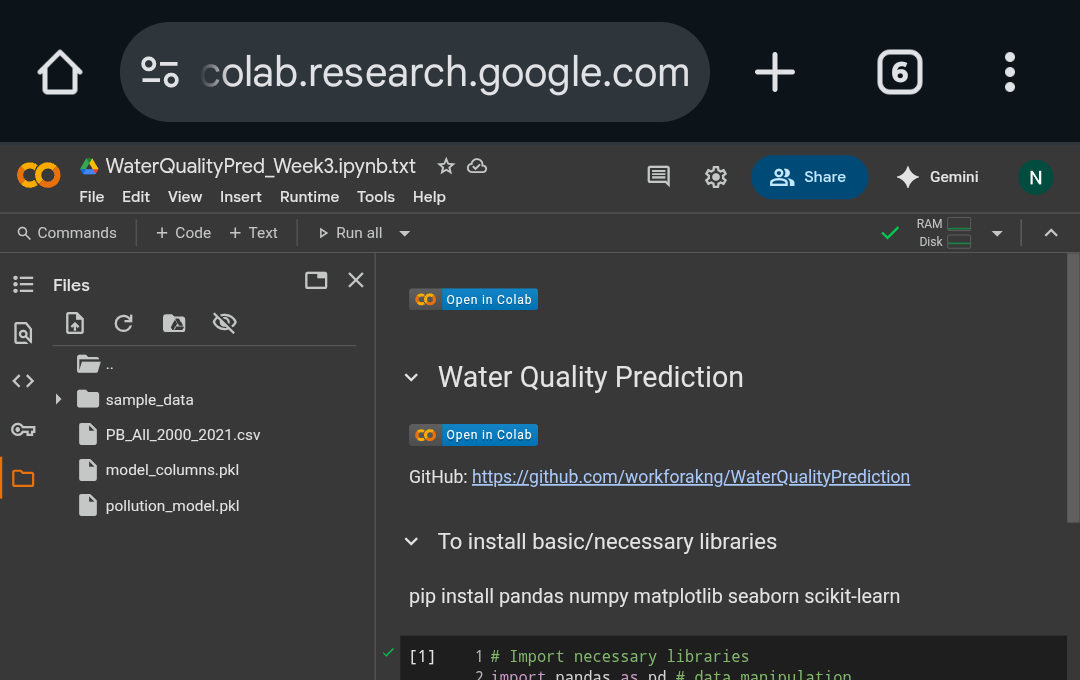 colab.research.google.com
6
WaterQualityPred_Week3.ipynb.txt
File Edit View Insert Runtime Tools Help
Share
Gemini
N
Commands + Code + Text Run all
RAM
Disk
Files
..
sample_data
PB_All_2000_2021.csv
model_columns.pkl
pollution_model.pkl
Open in Colab
Water Quality Prediction
Open in Colab
GitHub: https://github.com/workforakng/WaterQualityPrediction
To install basic/necessary libraries
pip install pandas numpy matplotlib seaborn scikit-learn
[1] 1 # Import necessary libraries
2 import pandas as pd # data manipulation